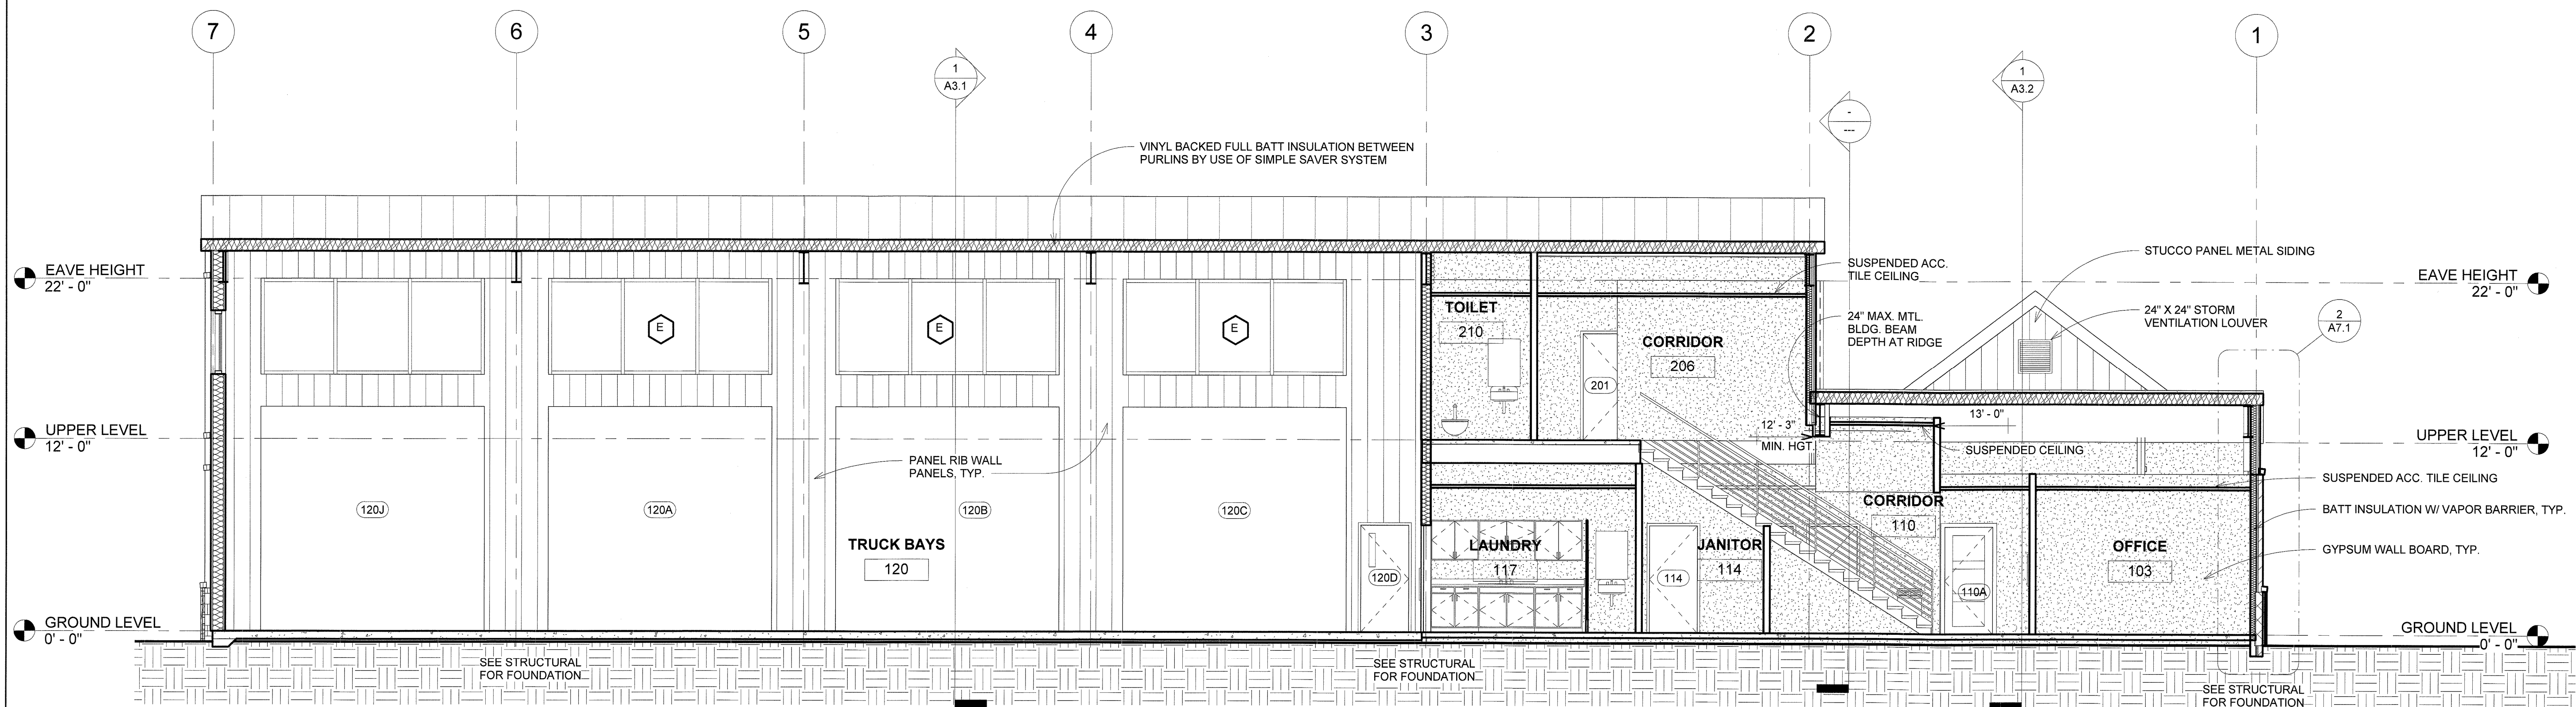 7
6
5
4
3
2
1
1
A3.1
1
A3.2
-
---
VINYL BACKED FULL BATT INSULATION BETWEEN
PURLINS BY USE OF SIMPLE SAVER SYSTEM
EAVE HEIGHT
22' - 0"
UPPER LEVEL
12' - 0"
GROUND LEVEL
0' - 0"
E
E
E
PANEL RIB WALL
PANELS, TYP.
120J
120A
120B
120C
TRUCK BAYS
120
120D
TOILET
210
201
CORRIDOR
206
SUSPENDED ACC.
TILE CEILING
24" MAX. MTL.
BLDG. BEAM
DEPTH AT RIDGE
12' - 3"
MIN. HGT.
13' - 0"
SUSPENDED CEILING
LAUNDRY
117
114
JANITOR
114
CORRIDOR
110
110A
OFFICE
103
STUCCO PANEL METAL SIDING
24" X 24" STORM
VENTILATION LOUVER
2
A7.1
EAVE HEIGHT
22' - 0"
UPPER LEVEL
12' - 0"
SUSPENDED ACC. TILE CEILING
BATT INSULATION W/ VAPOR BARRIER, TYP.
GYPSUM WALL BOARD, TYP.
GROUND LEVEL
0' - 0"
SEE STRUCTURAL
FOR FOUNDATION
SEE STRUCTURAL
FOR FOUNDATION
SEE STRUCTURAL
FOR FOUNDATION